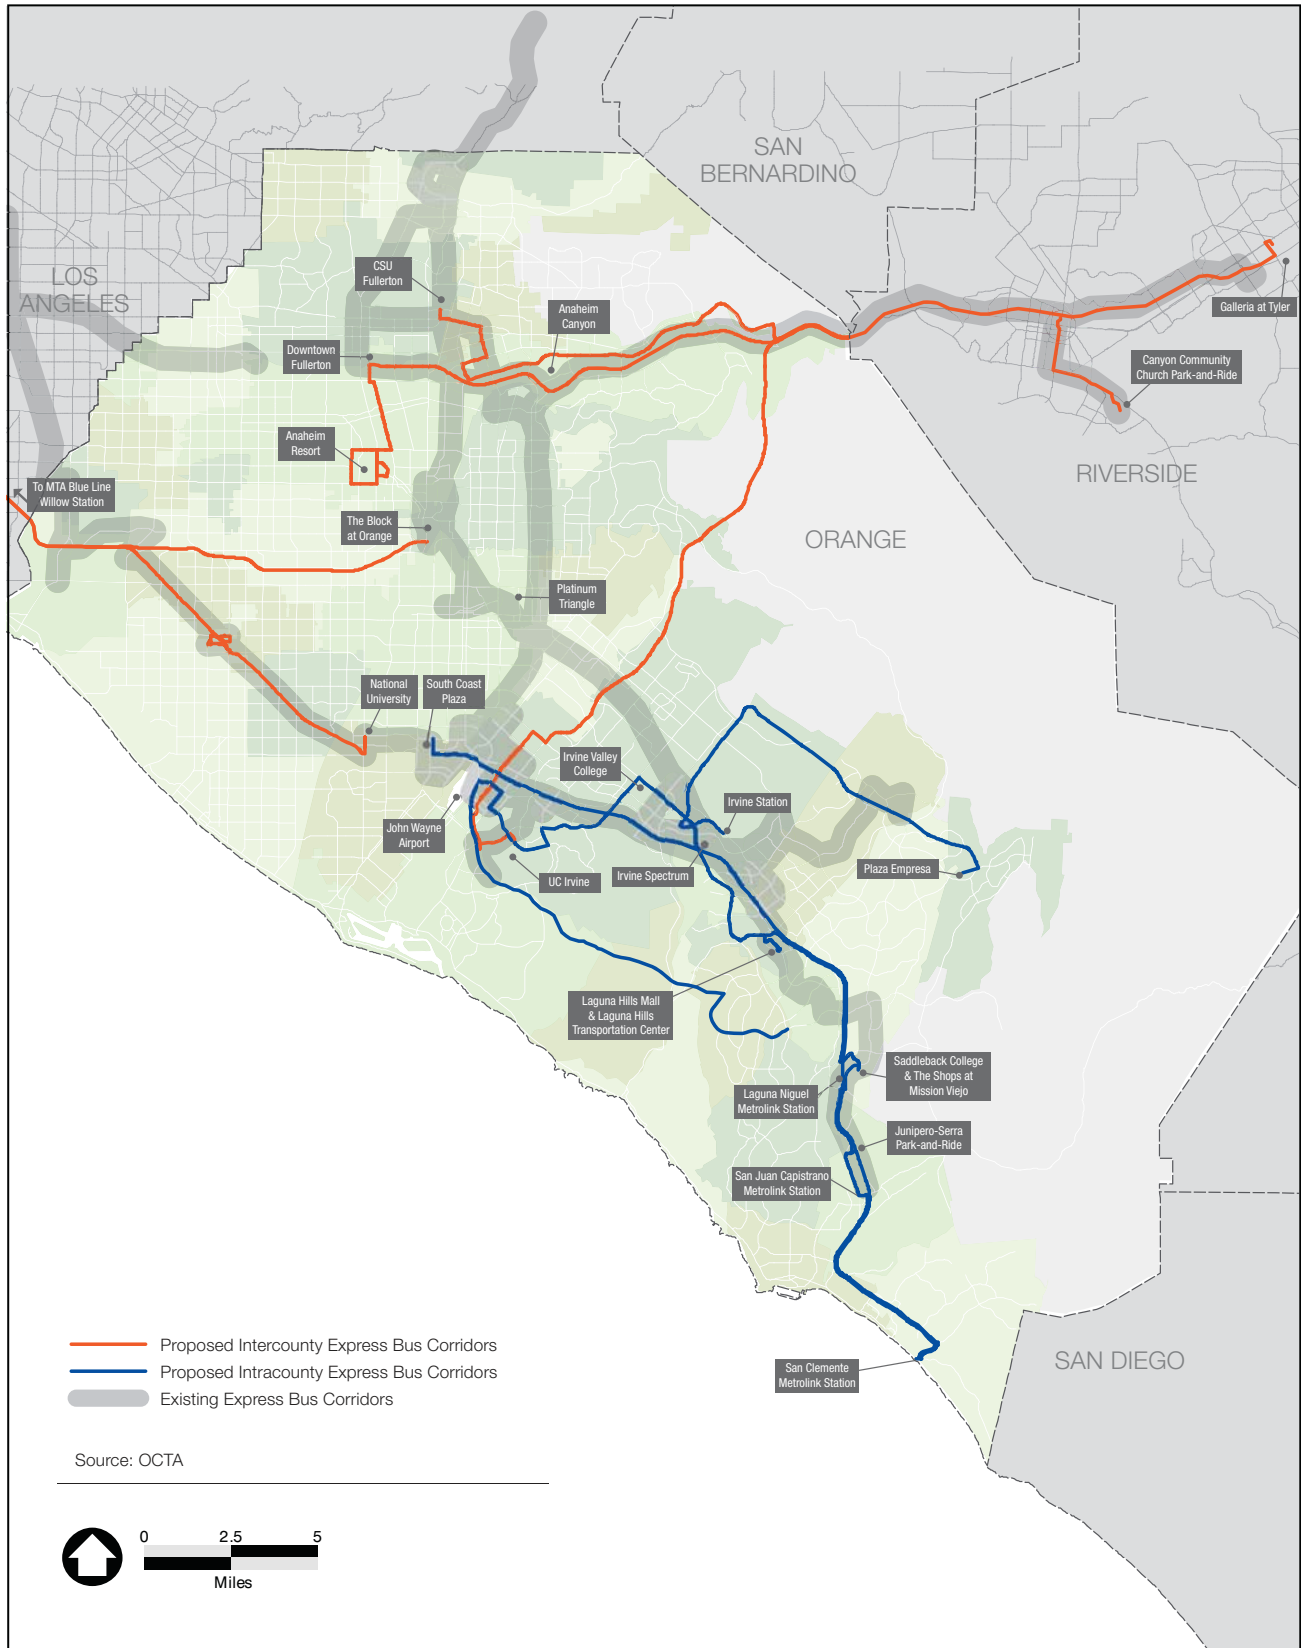 SAN
BERNARDINO
LOS
ANGELES
CSU
Fullerton
Anaheim
Canyon
Galleria at Tyler
Downtown
Fullerton
Canyon Community
Church Park-and-Ride
Anaheim
Resort
RIVERSIDE
To MTA Blue Line
Willow Station
The Block
at Orange
ORANGE
Platinum
Triangle
National
University
South Coast
Plaza
Irvine Valley
College
Irvine Station
John Wayne
Airport
Plaza Empresa
UC Irvine
Irvine Spectrum
Laguna Hills Mall
& Laguna Hills
Transportation Center
Saddleback College
& The Shops at
Mission Viejo
Laguna Niguel
Metrolink Station
Junipero-Serra
Park-and-Ride
San Juan Capistrano
Metrolink Station
San Clemente
Metrolink Station
SAN DIEGO
Proposed Intercounty Express Bus Corridors
Proposed Intracounty Express Bus Corridors
Existing Express Bus Corridors
Source: OCTA
0 2.5 5
Miles